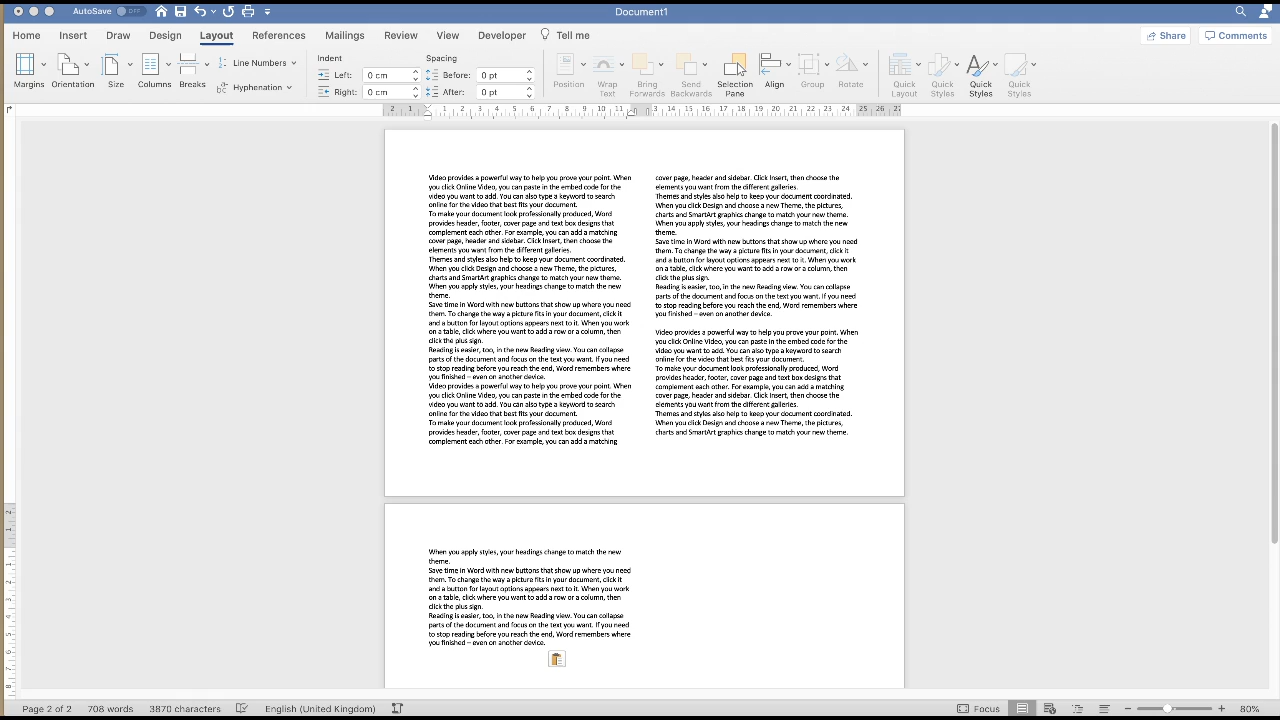 AutoSave OFF
Document1
Home Insert Draw Design Layout References Mailings Review View Developer Tell me
Share Comments
Margins
Orientation
Size
Columns
Breaks
Line Numbers
Hyphenation
Indent
Left: 0 cm
Right: 0 cm
Spacing
Before: 0 pt
After: 0 pt
Position
Wrap
Text
Bring
Forwards
Send
Backwards
Selection
Pane
Align
Group
Rotate
Quick
Layout
Quick
Styles
Quick
Styles
Quick
Styles
2 1 1 2 3 4 5 6 7 8 9 10 11 13 14 15 16 17 18 19 20 21 22 23 24 25 26 27
Video provides a powerful way to help you prove your point. When
you click Online Video, you can paste in the embed code for the
video you want to add. You can also type a keyword to search
online for the video that best fits your document.
To make your document look professionally produced, Word
provides header, footer, cover page and text box designs that
complement each other. For example, you can add a matching
cover page, header and sidebar. Click Insert, then choose the
elements you want from the different galleries.
Themes and styles also help to keep your document coordinated.
When you click Design and choose a new Theme, the pictures,
charts and SmartArt graphics change to match your new theme.
When you apply styles, your headings change to match the new
theme.
Save time in Word with new buttons that show up where you need
them. To change the way a picture fits in your document, click it
and a button for layout options appears next to it. When you work
on a table, click where you want to add a row or a column, then
click the plus sign.
Reading is easier, too, in the new Reading view. You can collapse
parts of the document and focus on the text you want. If you need
to stop reading before you reach the end, Word remembers where
you finished – even on another device.
Video provides a powerful way to help you prove your point. When
you click Online Video, you can paste in the embed code for the
video you want to add. You can also type a keyword to search
online for the video that best fits your document.
To make your document look professionally produced, Word
provides header, footer, cover page and text box designs that
complement each other. For example, you can add a matching
cover page, header and sidebar. Click Insert, then choose the
elements you want from the different galleries.
Themes and styles also help to keep your document coordinated.
When you click Design and choose a new Theme, the pictures,
charts and SmartArt graphics change to match your new theme.
When you apply styles, your headings change to match the new
theme.
Save time in Word with new buttons that show up where you need
them. To change the way a picture fits in your document, click it
and a button for layout options appears next to it. When you work
on a table, click where you want to add a row or a column, then
click the plus sign.
Reading is easier, too, in the new Reading view. You can collapse
parts of the document and focus on the text you want. If you need
to stop reading before you reach the end, Word remembers where
you finished – even on another device.
Video provides a powerful way to help you prove your point. When
you click Online Video, you can paste in the embed code for the
video you want to add. You can also type a keyword to search
online for the video that best fits your document.
To make your document look professionally produced, Word
provides header, footer, cover page and text box designs that
complement each other. For example, you can add a matching
cover page, header and sidebar. Click Insert, then choose the
elements you want from the different galleries.
Themes and styles also help to keep your document coordinated.
When you click Design and choose a new Theme, the pictures,
charts and SmartArt graphics change to match your new theme.
When you apply styles, your headings change to match the new
theme.
Save time in Word with new buttons that show up where you need
them. To change the way a picture fits in your document, click it
and a button for layout options appears next to it. When you work
on a table, click where you want to add a row or a column, then
click the plus sign.
Reading is easier, too, in the new Reading view. You can collapse
parts of the document and focus on the text you want. If you need
to stop reading before you reach the end, Word remembers where
you finished – even on another device.
2
1
1
2
3
4
5
6
7
8
Page 2 of 2 708 words 3870 characters English (United Kingdom) Focus 80%